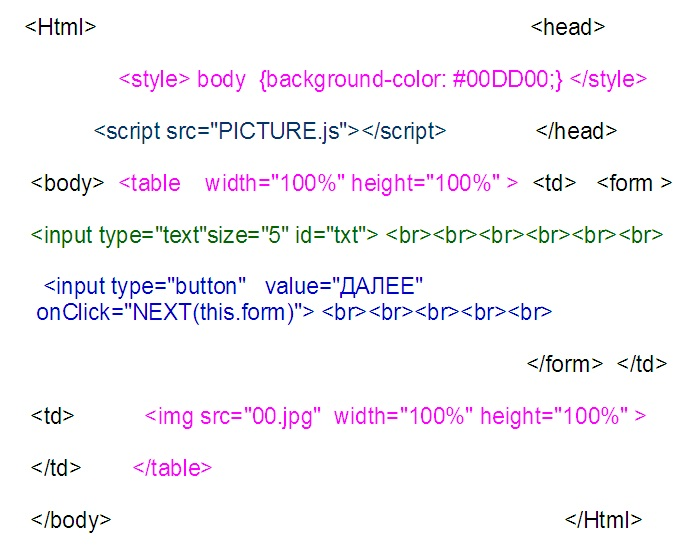 <Html> <head>
<style> body {background-color: #00DD00;} </style>
<script src="PICTURE.js"></script> </head>
<body> <table width="100%" height="100%" > <td> <form >
<input type="text"size="5" id="txt"> <br><br><br><br><br><br>
<input type="button" value="ДАЛЕЕ"
onClick="NEXT(this.form)"> <br><br><br><br><br>
</form> </td>
<td> <img src="00.jpg" width="100%" height="100%" >
</td> </table>
</body> </Html>